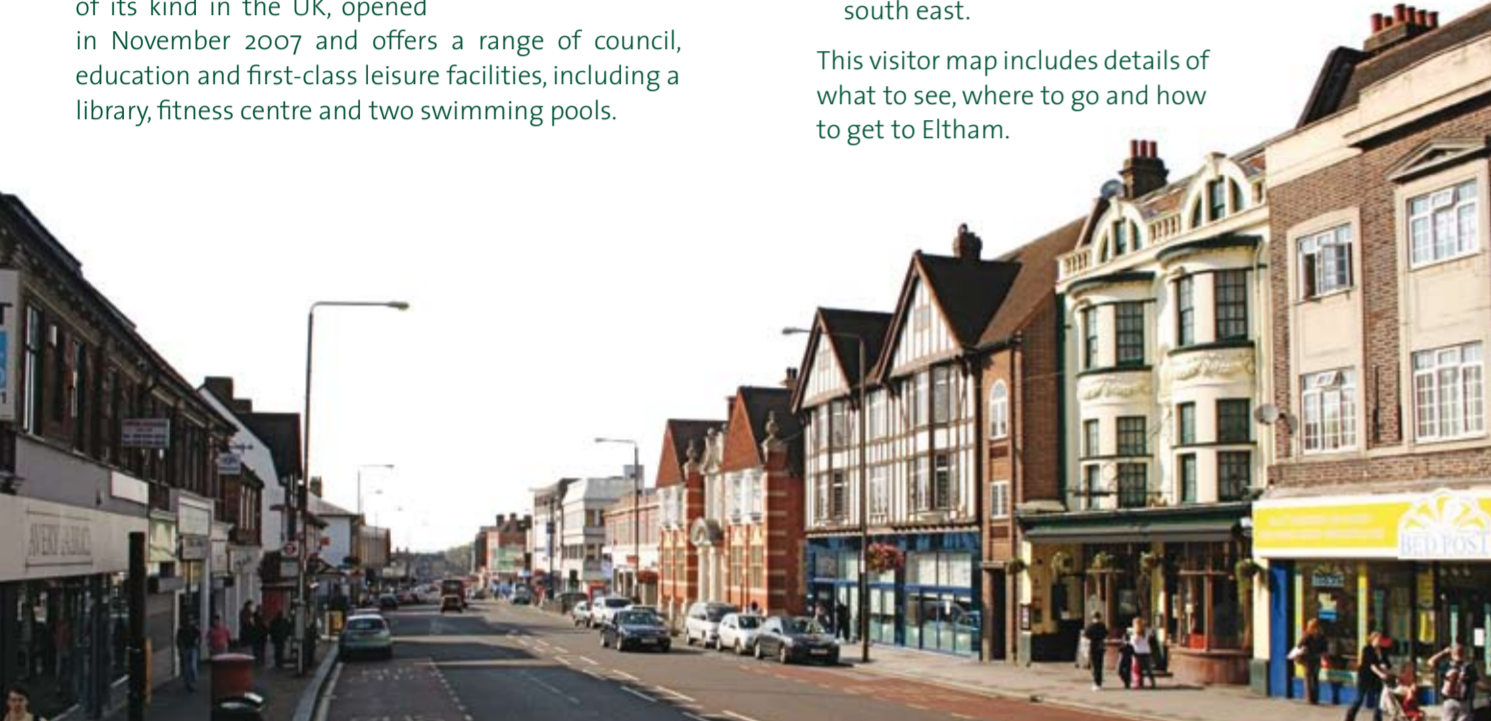 of its kind in the UK, opened
in November 2007 and offers a range of council,
education and first-class leisure facilities, including a
library, fitness centre and two swimming pools.
south east.
This visitor map includes details of
what to see, where to go and how
to get to Eltham.
BED POST